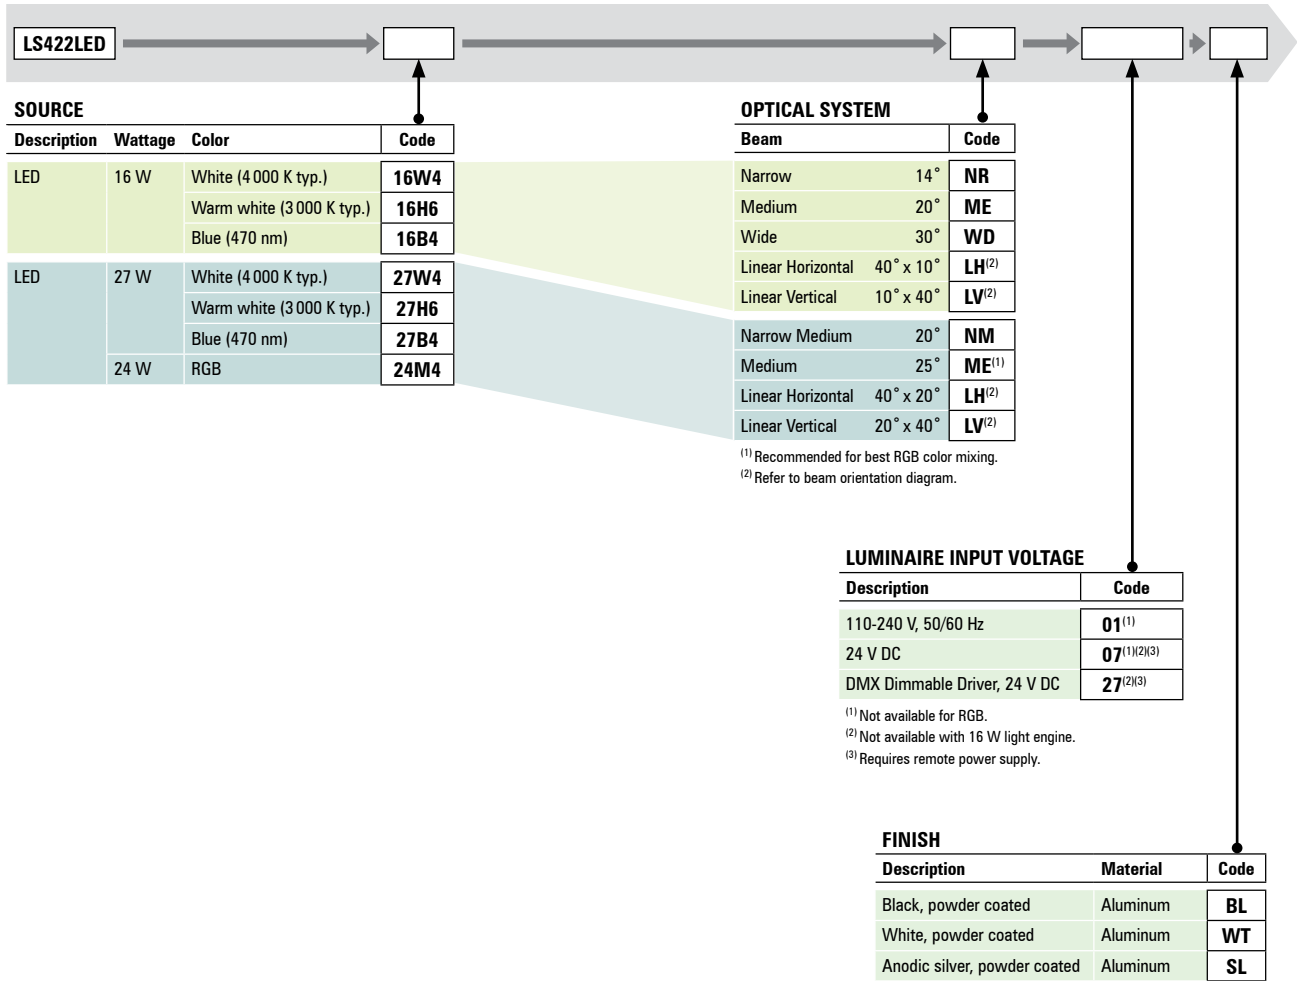 LS422LED
SOURCE
Description Wattage Color Code
LED 16 W White (4 000 K typ.) 16W4
Warm white (3 000 K typ.) 16H6
Blue (470 nm) 16B4
LED 27 W White (4 000 K typ.) 27W4
Warm white (3 000 K typ.) 27H6
Blue (470 nm) 27B4
24 W RGB 24M4
OPTICAL SYSTEM
Beam Code
Narrow 14˚ NR
Medium 20˚ ME
Wide 30˚ WD
Linear Horizontal 40˚ x 10˚ LH(2)
Linear Vertical 10˚ x 40˚ LV(2)
Narrow Medium 20˚ NM
Medium 25˚ ME(1)
Linear Horizontal 40˚ x 20˚ LH(2)
Linear Vertical 20˚ x 40˚ LV(2)
(1) Recommended for best RGB color mixing.
(2) Refer to beam orientation diagram.
LUMINAIRE INPUT VOLTAGE
Description Code
110-240 V, 50/60 Hz 01(1)
24 V DC 07(1)(2)(3)
DMX Dimmable Driver, 24 V DC 27(2)(3)
(1) Not available for RGB.
(2) Not available with 16 W light engine.
(3) Requires remote power supply.
FINISH
Description Material Code
Black, powder coated Aluminum BL
White, powder coated Aluminum WT
Anodic silver, powder coated Aluminum SL